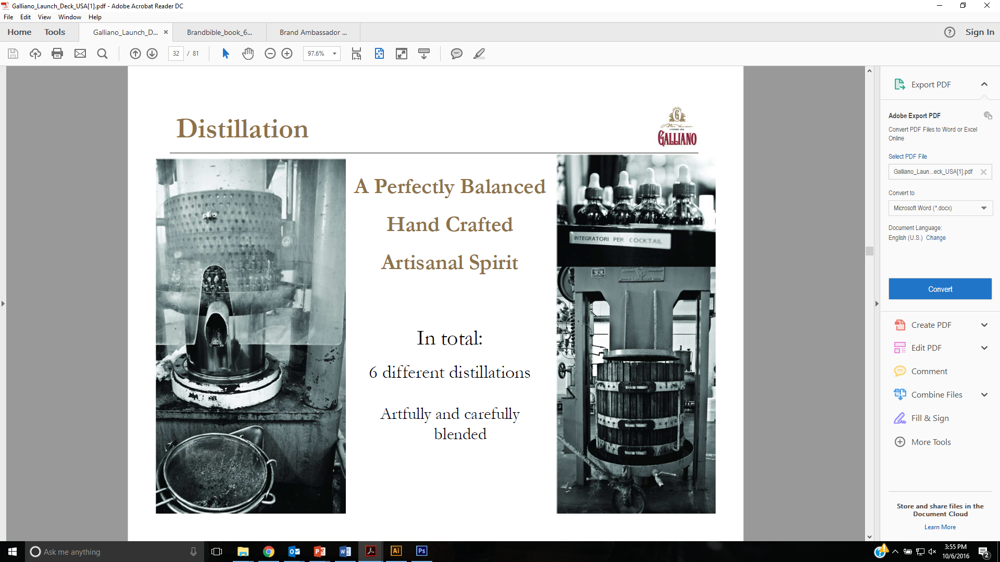 Galliano_Launch_Deck_USA[1].pdf - Adobe Acrobat Reader DC
File Edit View Window Help
Home Tools Galliano_Launch_D... × Brandbible_book_6... Brand Ambassador ... Sign In
32 / 81 97.6%
Distillation
G
LIVORNO 1896
GALLIANO
A Perfectly Balanced
Hand Crafted
Artisanal Spirit
In total:
6 different distillations
Artfully and carefully
blended
INTEGRATORI PER COCKTAIL
Export PDF
Adobe Export PDF
Convert PDF Files to Word or Excel
Online
Select PDF File
Galliano_Laun...eck_USA[1].pdf
Convert to
Microsoft Word (*.docx)
Document Language:
English (U.S.) Change
Convert
Create PDF
Edit PDF
Comment
Combine Files
Fill & Sign
More Tools
Store and share files in the
Document Cloud
Learn More
Ask me anything
Ai Ps
3:55 PM
10/6/2016
2